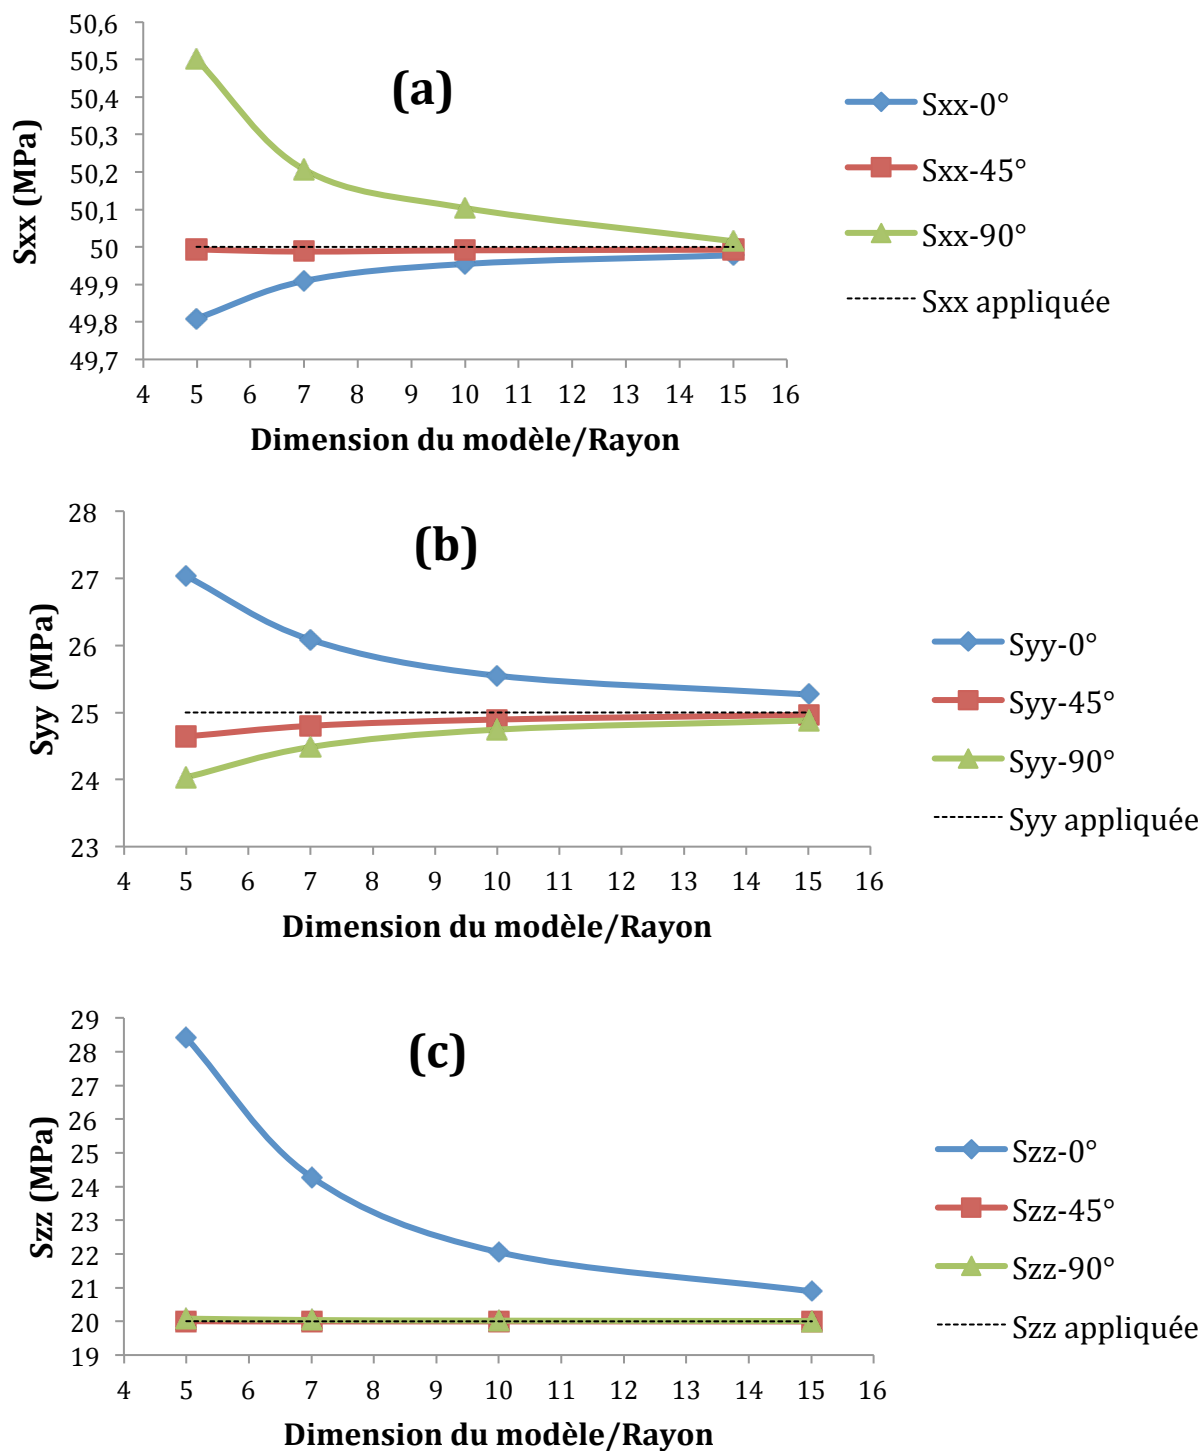 (a)
Sxx (MPa)
50,6
50,5
50,4
50,3
50,2
50,1
50
49,9
49,8
49,7
4 5 6 7 8 9 10 11 12 13 14 15 16
Dimension du modèle/Rayon
Sxx-0°
Sxx-45°
Sxx-90°
Sxx appliquée
(b)
Syy (MPa)
28
27
26
25
24
23
4 5 6 7 8 9 10 11 12 13 14 15 16
Dimension du modèle/Rayon
Syy-0°
Syy-45°
Syy-90°
Syy appliquée
(c)
Szz (MPa)
29
28
27
26
25
24
23
22
21
20
19
4 5 6 7 8 9 10 11 12 13 14 15 16
Dimension du modèle/Rayon
Szz-0°
Szz-45°
Szz-90°
Szz appliquée